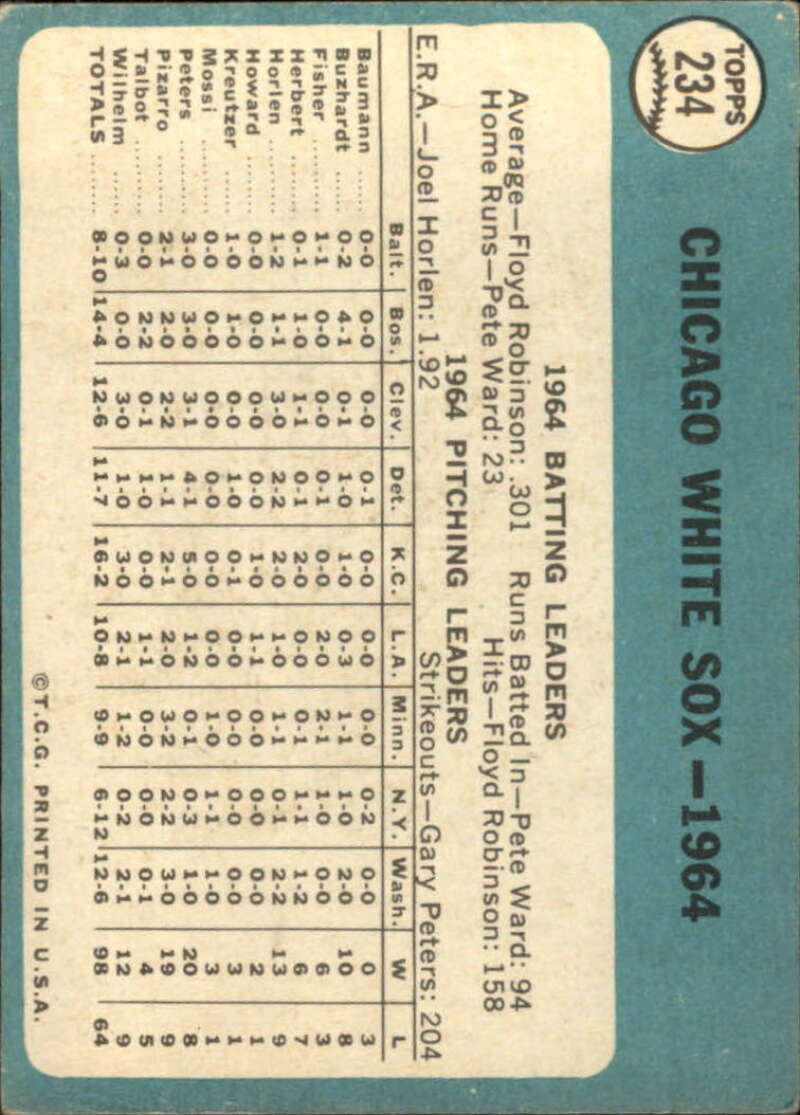 TOPPS
234
CHICAGO WHITE SOX—1964
1964 BATTING LEADERS
Average—Floyd Robinson: .301 Runs Batted In—Pete Ward: 94
Home Runs—Pete Ward: 23 Hits—Floyd Robinson: 158
1964 PITCHING LEADERS
E.R.A.—Joel Horlen: 1.92 Strikeouts—Gary Peters: 204
Balt. Bos. Clev. Det. K.C. L.A. Minn. N.Y. Wash. W L
Baumann ...... 0-0 0-0 0-0 0-1 0-0 0-0 0-0 0-2 0-0 0 3
Buzhardt ...... 0-2 4-1 0-1 1-0 1-0 0-3 1-1 1-0 2-0 10 8
Fisher ......... 1-1 0-0 0-0 0-1 0-0 2-0 2-1 1-0 0-0 6 3
Herbert ........ 0-1 1-0 1-1 0-1 2-0 0-0 0-1 1-1 1-2 6 7
Horlen ......... 1-2 1-1 3-0 2-2 2-0 1-0 1-1 0-1 2-2 13 9
Howard ........ 0-0 0-0 0-0 0-0 1-0 1-1 0-0 0-0 0-0 2 1
Kreutzer ...... 1-0 1-0 0-0 1-0 0-1 0-0 0-0 0-0 0-0 3 1
Mossi .......... 0-0 0-0 0-0 0-0 0-0 0-0 1-0 1-1 1-0 3 1
Peters ......... 3-0 3-0 3-1 4-1 5-0 1-2 0-1 0-3 1-0 20 8
Pizarro ........ 2-1 2-0 2-2 1-1 2-1 2-0 3-2 2-2 3-0 19 9
Talbot ......... 0-0 2-2 0-1 1-0 0-0 1-1 0-0 0-0 0-1 4 5
Wilhelm ...... 0-3 0-0 3-0 1-0 3-0 2-1 1-2 0-2 2-1 12 9
TOTALS ...... 8-10 14-4 12-6 11-7 16-2 10-8 9-9 6-12 12-6 98 64
©T.C.G. PRINTED IN U.S.A.